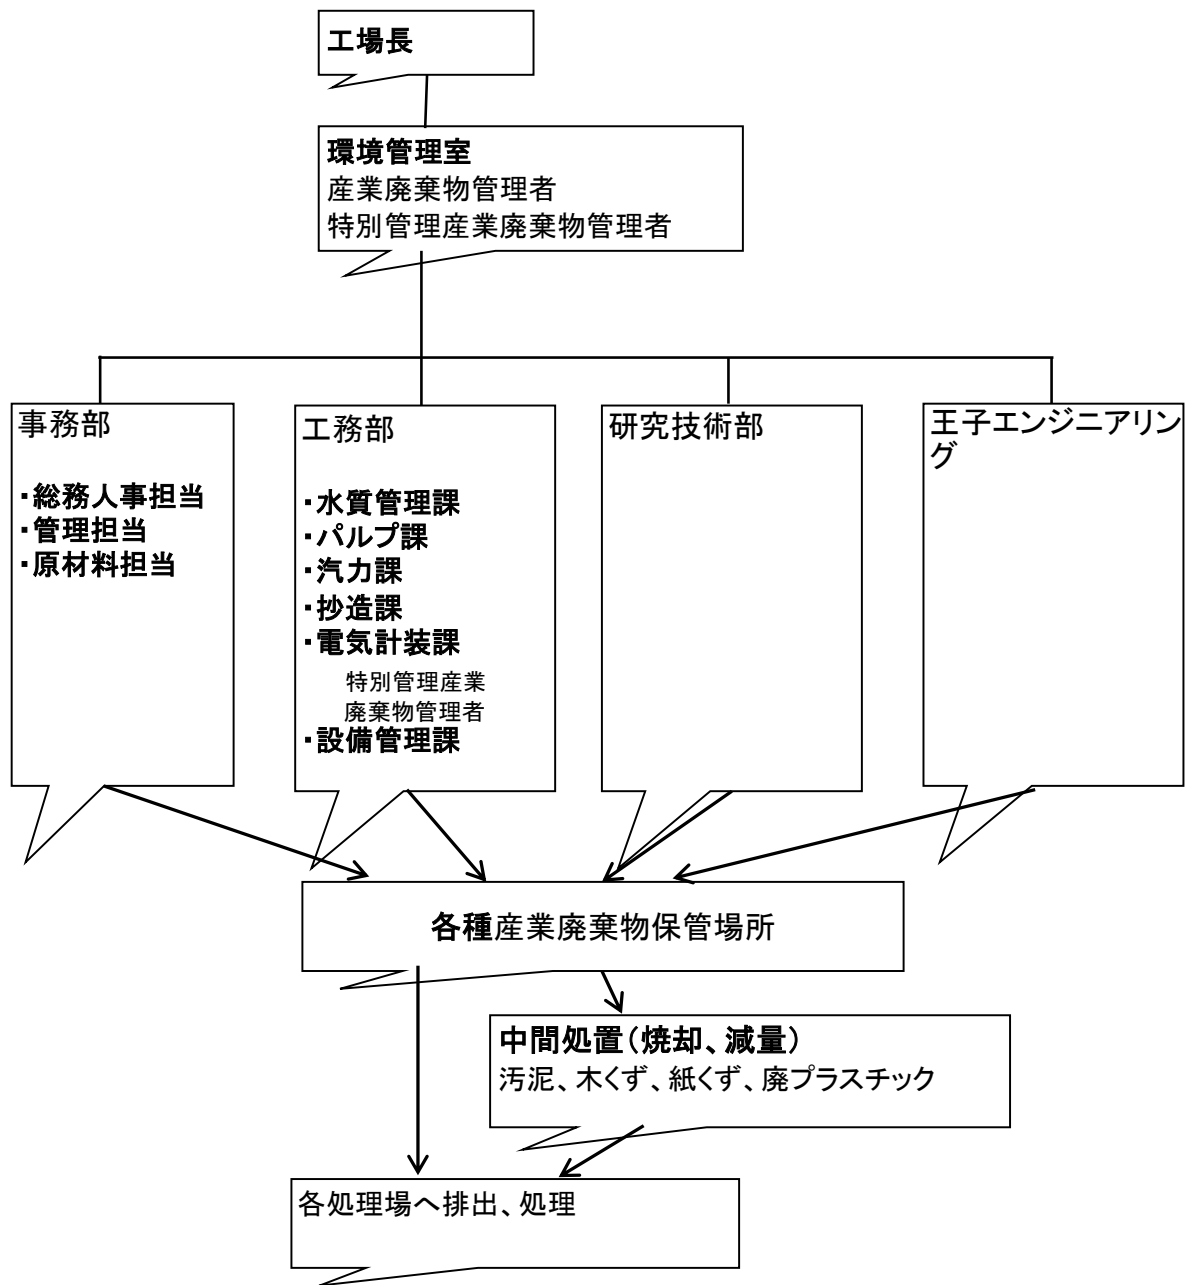 工場長
環境管理室
産業廃棄物管理者
特別管理産業廃棄物管理者
事務部
・総務人事担当
・管理担当
・原材料担当
工務部
・水質管理課
・パルプ課
・汽力課
・抄造課
・電気計装課
特別管理産業
廃棄物管理者
・設備管理課
研究技術部
王子エンジニアリン
グ
各種産業廃棄物保管場所
中間処置(焼却、減量)
汚泥、木くず、紙くず、廃プラスチック
各処理場へ排出、処理